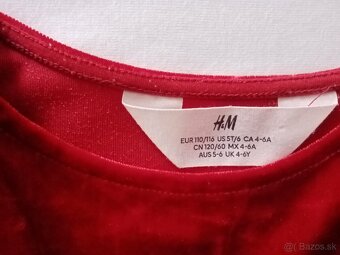 H&M
EUR 110/116 US 5T/6 CA 4-6A
CN 120/60 MX 4-6A
AUS 5-6 UK 4-6Y
Bazos.sk